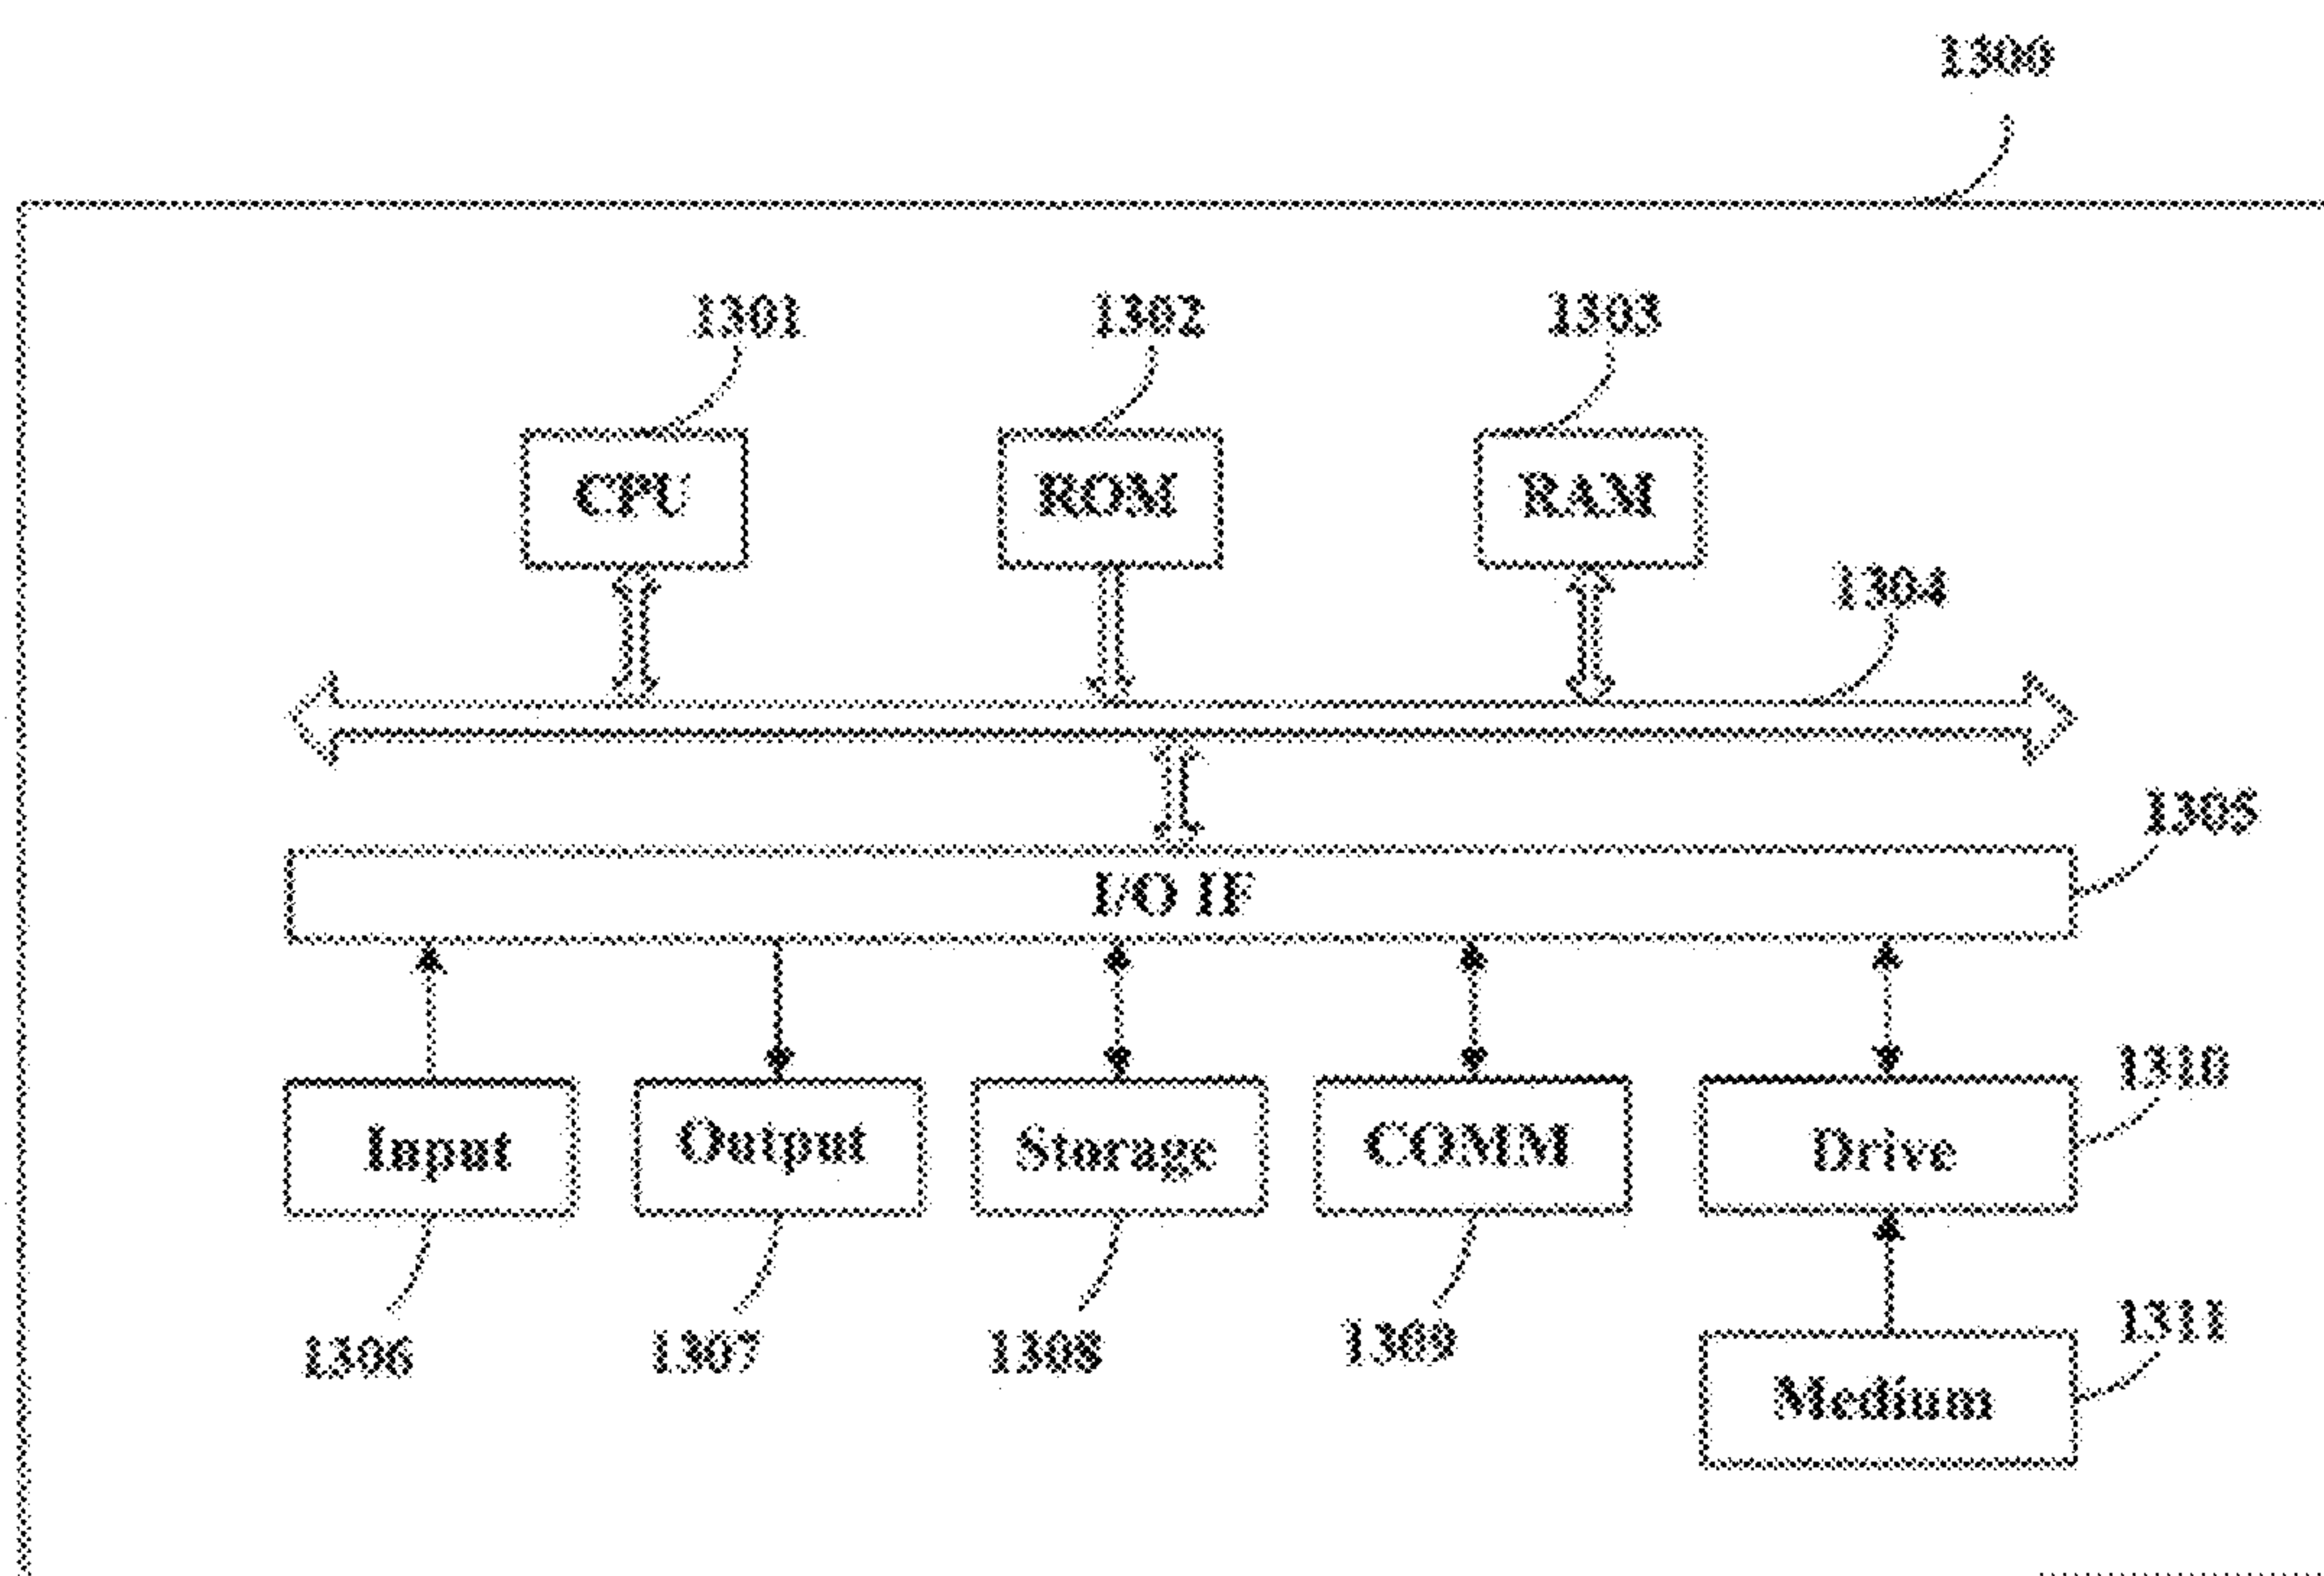 1300
1301 1302 1303
CPU ROM RAM
1304
1305
I/O IF
1310
Input Output Storage COMM Drive
1311
1306 1307 1308 1309
Medium